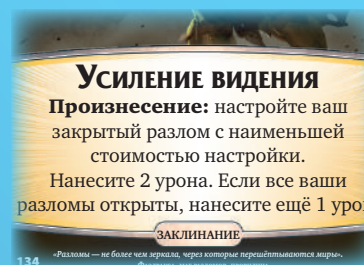 Усиление видения
Произнесение: настройте ваш
закрытый разлом с наименьшей
стоимостью настройки.
Нанесите 2 урона. Если все ваши
разломы открыты, нанесите ещё 1 уро
ЗАКЛИНАНИЕ
«Разломы — не более чем зеркала, через которые перешёптываются миры».
134